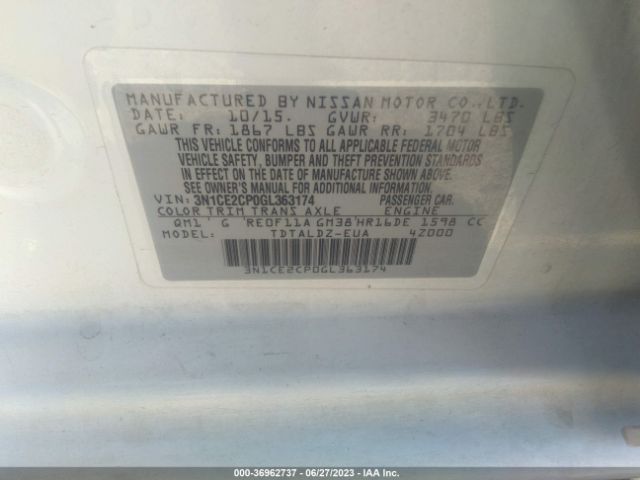 MANUFACTURED BY NISSAN MOTOR CO., LTD.
DATE: 10/15. GVWR: 3470 LBS
GAWR FR: 1867 LBS GAWR RR: 1704 LBS
THIS VEHICLE CONFORMS TO ALL APPLICABLE FEDERAL MOTOR
VEHICLE SAFETY, BUMPER AND THEFT PREVENTION STANDARDS
IN EFFECT ON THE DATE OF MANUFACTURE SHOWN ABOVE.
SEE OWNER'S MANUAL FOR ADDITIONAL INFORMATION.
VIN: 3N1CE2CP0GL363174 PASSENGER CAR.
COLOR TRIM TRANS AXLE ENGINE
QM1 G RE0F11A GM38 HR16DE 1598 CC
MODEL: TDTALDZ-EUA 4Z000
3N1CE2CP0GL363174
000-36962737 - 06/27/2023 - IAA Inc.